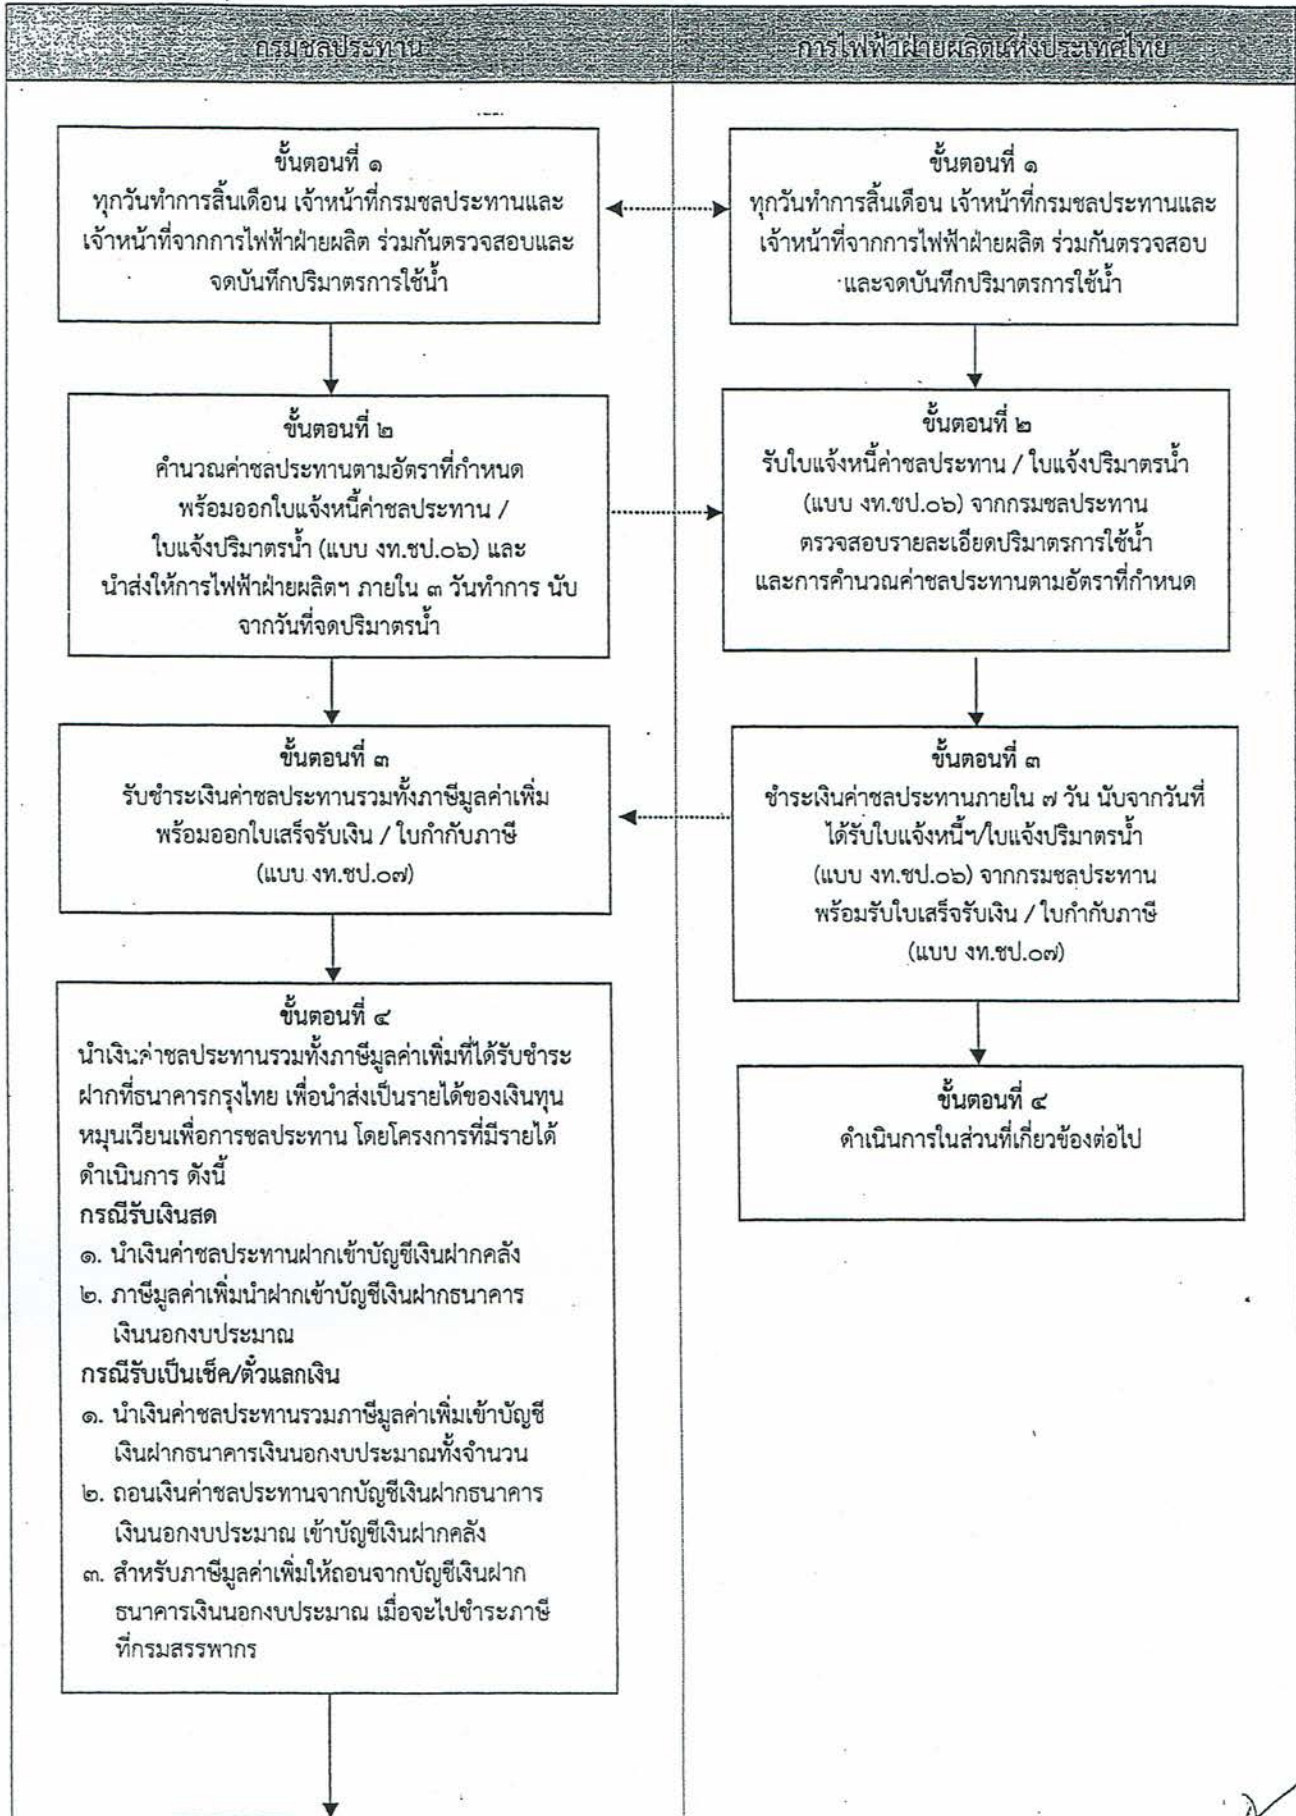 กรมชลประทาน
การไฟฟ้าฝ่ายผลิตแห่งประเทศไทย
ขั้นตอนที่ ๑
ทุกวันทำการสิ้นเดือน เจ้าหน้าที่กรมชลประทานและ
เจ้าหน้าที่จากการไฟฟ้าฝ่ายผลิต ร่วมกันตรวจสอบและ
จดบันทึกปริมาตรการใช้น้ำ
ขั้นตอนที่ ๑
ทุกวันทำการสิ้นเดือน เจ้าหน้าที่กรมชลประทานและ
เจ้าหน้าที่จากการไฟฟ้าฝ่ายผลิต ร่วมกันตรวจสอบ
และจดบันทึกปริมาตรการใช้น้ำ
ขั้นตอนที่ ๒
คำนวณค่าชลประทานตามอัตราที่กำหนด
พร้อมออกใบแจ้งหนี้ค่าชลประทาน /
ใบแจ้งปริมาตรน้ำ (แบบ งท.ชป.๐๖) และ
นำส่งให้การไฟฟ้าฝ่ายผลิตฯ ภายใน ๓ วันทำการ นับ
จากวันที่จดปริมาตรน้ำ
ขั้นตอนที่ ๒
รับใบแจ้งหนี้ค่าชลประทาน / ใบแจ้งปริมาตรน้ำ
(แบบ งท.ชป.๐๖) จากกรมชลประทาน
ตรวจสอบรายละเอียดปริมาตรการใช้น้ำ
และการคำนวณค่าชลประทานตามอัตราที่กำหนด
ขั้นตอนที่ ๓
รับชำระเงินค่าชลประทานรวมทั้งภาษีมูลค่าเพิ่ม
พร้อมออกใบเสร็จรับเงิน / ใบกำกับภาษี
(แบบ งท.ชป.๐๗)
ขั้นตอนที่ ๓
ชำระเงินค่าชลประทานภายใน ๗ วัน นับจากวันที่
ได้รับใบแจ้งหนี้ฯ/ใบแจ้งปริมาตรน้ำ
(แบบ งท.ชป.๐๖) จากกรมชลประทาน
พร้อมรับใบเสร็จรับเงิน / ใบกำกับภาษี
(แบบ งท.ชป.๐๗)
ขั้นตอนที่ ๔
นำเงินค่าชลประทานรวมทั้งภาษีมูลค่าเพิ่มที่ได้รับชำระ
ฝากที่ธนาคารกรุงไทย เพื่อนำส่งเป็นรายได้ของเงินทุน
หมุนเวียนเพื่อการชลประทาน โดยโครงการที่มีรายได้
ดำเนินการ ดังนี้
กรณีรับเงินสด
๑. นำเงินค่าชลประทานฝากเข้าบัญชีเงินฝากคลัง
๒. ภาษีมูลค่าเพิ่มนำฝากเข้าบัญชีเงินฝากธนาคาร
เงินนอกงบประมาณ
กรณีรับเป็นเช็ค/ตั๋วแลกเงิน
๑. นำเงินค่าชลประทานรวมภาษีมูลค่าเพิ่มเข้าบัญชี
เงินฝากธนาคารเงินนอกงบประมาณทั้งจำนวน
๒. ถอนเงินค่าชลประทานจากบัญชีเงินฝากธนาคาร
เงินนอกงบประมาณ เข้าบัญชีเงินฝากคลัง
๓. สำหรับภาษีมูลค่าเพิ่มให้ถอนจากบัญชีเงินฝาก
ธนาคารเงินนอกงบประมาณ เมื่อจะไปชำระภาษี
ที่กรมสรรพากร
ขั้นตอนที่ ๔
ดำเนินการในส่วนที่เกี่ยวข้องต่อไป